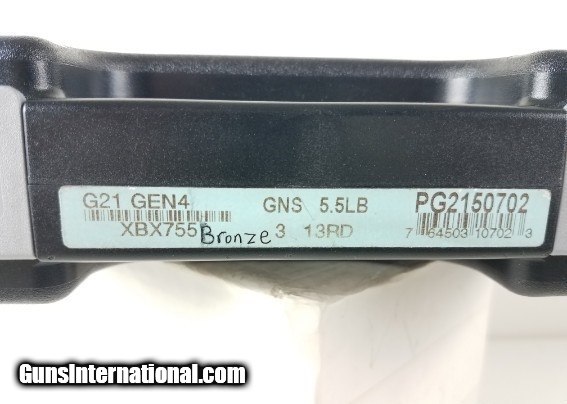 G21 GEN4 GNS 5.5LB PG2150702
XBX755 Bronze 3 13RD 7 64503 10702 3
GunsInternational.com